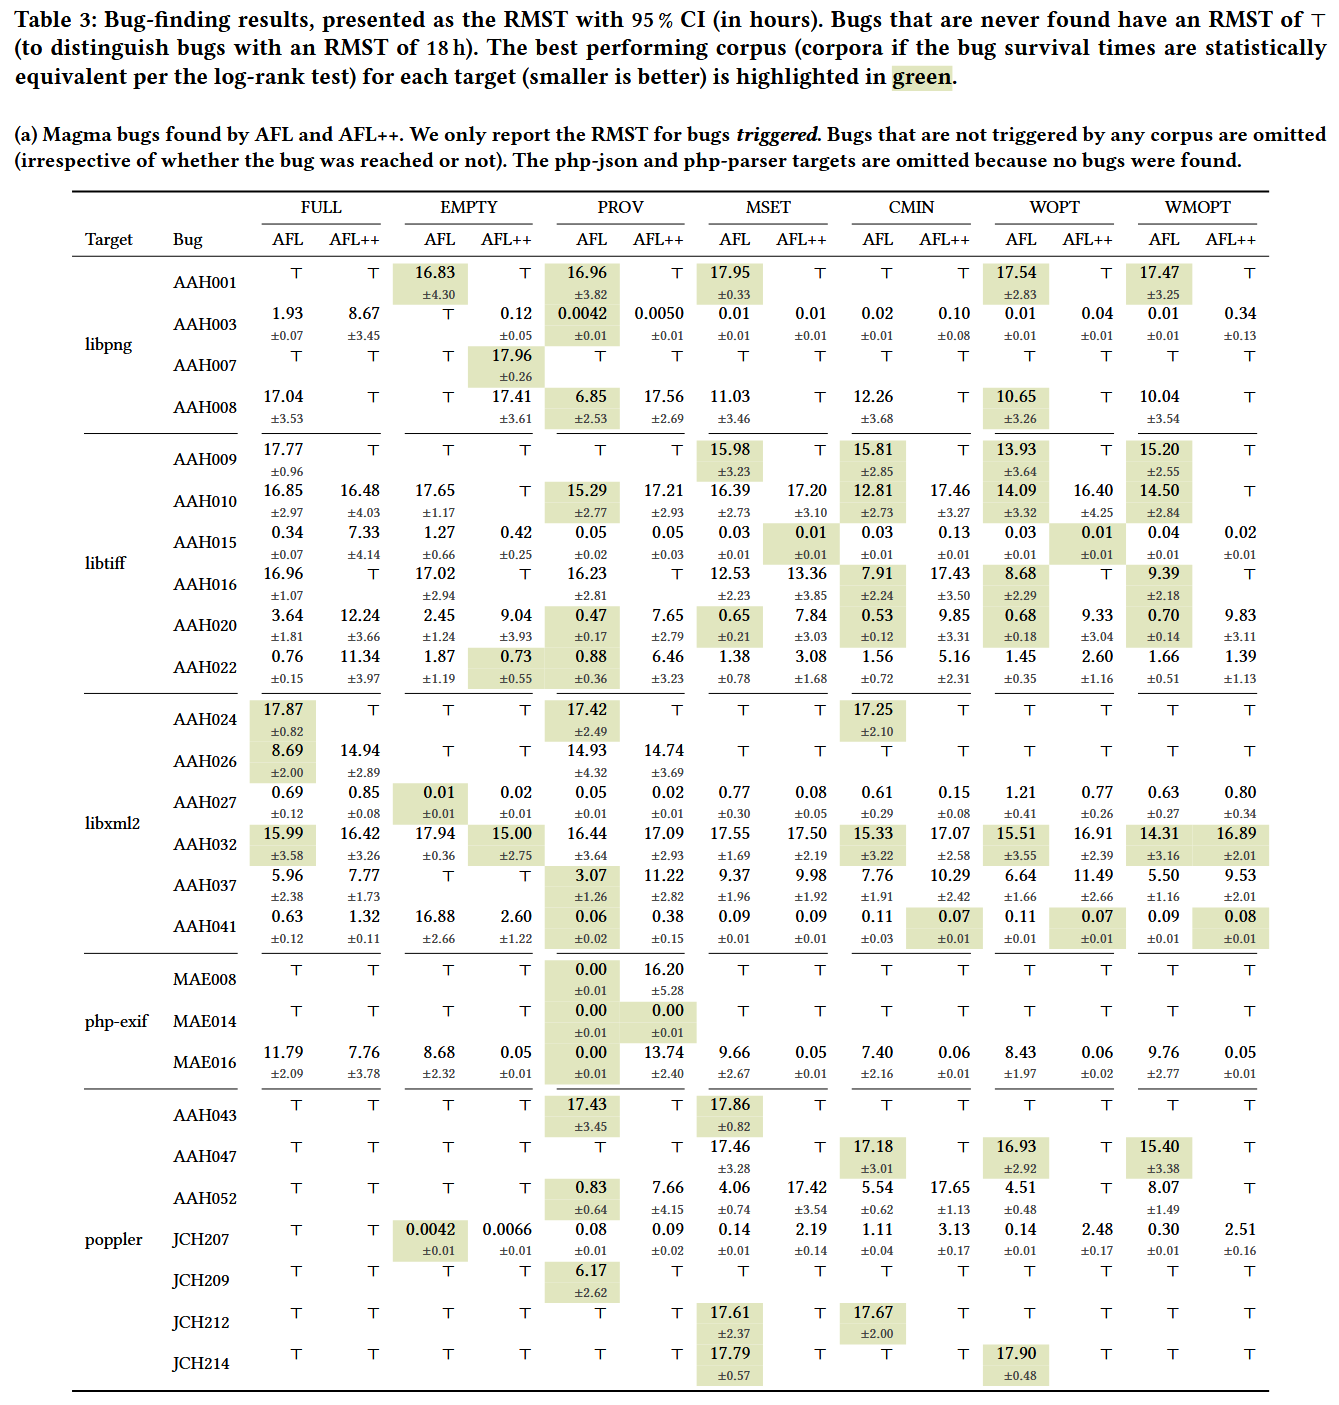 Table 3: Bug-finding results, presented as the RMST with 95 % CI (in hours). Bugs that are never found have an RMST of ⊤
(to distinguish bugs with an RMST of 18 h). The best performing corpus (corpora if the bug survival times are statistically
equivalent per the log-rank test) for each target (smaller is better) is highlighted in green.
(a) Magma bugs found by AFL and AFL++. We only report the RMST for bugs triggered. Bugs that are not triggered by any corpus are omitted
(irrespective of whether the bug was reached or not). The php-json and php-parser targets are omitted because no bugs were found.
FULL EMPTY PROV MSET CMIN WOPT WMOPT
Target Bug AFL AFL++ AFL AFL++ AFL AFL++ AFL AFL++ AFL AFL++ AFL AFL++ AFL AFL++
libpng
AAH001 ⊤ ⊤ 16.83 ⊤ 16.96 ⊤ 17.95 ⊤ ⊤ ⊤ 17.54 ⊤ 17.47 ⊤
±4.30 ±3.82 ±0.33 ±2.83 ±3.25
AAH003 1.93 8.67 ⊤ 0.12 0.0042 0.0050 0.01 0.01 0.02 0.10 0.01 0.04 0.01 0.34
±0.07 ±3.45 ±0.05 ±0.01 ±0.01 ±0.01 ±0.01 ±0.01 ±0.08 ±0.01 ±0.01 ±0.01 ±0.13
AAH007 ⊤ ⊤ ⊤ 17.96 ⊤ ⊤ ⊤ ⊤ ⊤ ⊤ ⊤ ⊤ ⊤ ⊤
±0.26
AAH008 17.04 ⊤ ⊤ 17.41 6.85 17.56 11.03 ⊤ 12.26 ⊤ 10.65 ⊤ 10.04 ⊤
±3.53 ±3.61 ±2.53 ±2.69 ±3.46 ±3.68 ±3.26 ±3.54
libtiff
AAH009 17.77 ⊤ ⊤ ⊤ ⊤ ⊤ 15.98 ⊤ 15.81 ⊤ 13.93 ⊤ 15.20 ⊤
±0.96 ±3.23 ±2.85 ±3.64 ±2.55
AAH010 16.85 16.48 17.65 ⊤ 15.29 17.21 16.39 17.20 12.81 17.46 14.09 16.40 14.50 ⊤
±2.97 ±4.03 ±1.17 ±2.77 ±2.93 ±2.73 ±3.10 ±2.73 ±3.27 ±3.32 ±4.25 ±2.84
AAH015 0.34 7.33 1.27 0.42 0.05 0.05 0.03 0.01 0.03 0.13 0.03 0.01 0.04 0.02
±0.07 ±4.14 ±0.66 ±0.25 ±0.02 ±0.03 ±0.01 ±0.01 ±0.01 ±0.01 ±0.01 ±0.01 ±0.01 ±0.01
AAH016 16.96 ⊤ 17.02 ⊤ 16.23 ⊤ 12.53 13.36 7.91 17.43 8.68 ⊤ 9.39 ⊤
±1.07 ±2.94 ±2.81 ±2.23 ±3.85 ±2.24 ±3.50 ±2.29 ±2.18
AAH020 3.64 12.24 2.45 9.04 0.47 7.65 0.65 7.84 0.53 9.85 0.68 9.33 0.70 9.83
±1.81 ±3.66 ±1.24 ±3.93 ±0.17 ±2.79 ±0.21 ±3.03 ±0.12 ±3.31 ±0.18 ±3.04 ±0.14 ±3.11
AAH022 0.76 11.34 1.87 0.73 0.88 6.46 1.38 3.08 1.56 5.16 1.45 2.60 1.66 1.39
±0.15 ±3.97 ±1.19 ±0.55 ±0.36 ±3.23 ±0.78 ±1.68 ±0.72 ±2.31 ±0.35 ±1.16 ±0.51 ±1.13
libxml2
AAH024 17.87 ⊤ ⊤ ⊤ 17.42 ⊤ ⊤ ⊤ 17.25 ⊤ ⊤ ⊤ ⊤ ⊤
±0.82 ±2.49 ±2.10
AAH026 8.69 14.94 ⊤ ⊤ 14.93 14.74 ⊤ ⊤ ⊤ ⊤ ⊤ ⊤ ⊤ ⊤
±2.00 ±2.89 ±4.32 ±3.69
AAH027 0.69 0.85 0.01 0.02 0.05 0.02 0.77 0.08 0.61 0.15 1.21 0.77 0.63 0.80
±0.12 ±0.08 ±0.01 ±0.01 ±0.01 ±0.01 ±0.30 ±0.05 ±0.29 ±0.08 ±0.41 ±0.26 ±0.27 ±0.34
AAH032 15.99 16.42 17.94 15.00 16.44 17.09 17.55 17.50 15.33 17.07 15.51 16.91 14.31 16.89
±3.58 ±3.26 ±0.36 ±2.75 ±3.64 ±2.93 ±1.69 ±2.19 ±3.22 ±2.58 ±3.55 ±2.39 ±3.16 ±2.01
AAH037 5.96 7.77 ⊤ ⊤ 3.07 11.22 9.37 9.98 7.76 10.29 6.64 11.49 5.50 9.53
±2.38 ±1.73 ±1.26 ±2.82 ±1.96 ±1.92 ±1.91 ±2.42 ±1.66 ±2.66 ±1.16 ±2.01
AAH041 0.63 1.32 16.88 2.60 0.06 0.38 0.09 0.09 0.11 0.07 0.11 0.07 0.09 0.08
±0.12 ±0.11 ±2.66 ±1.22 ±0.02 ±0.15 ±0.01 ±0.01 ±0.03 ±0.01 ±0.01 ±0.01 ±0.01 ±0.01
php-exif
MAE008 ⊤ ⊤ ⊤ ⊤ 0.00 16.20 ⊤ ⊤ ⊤ ⊤ ⊤ ⊤ ⊤ ⊤
±0.01 ±5.28
MAE014 ⊤ ⊤ ⊤ ⊤ 0.00 0.00 ⊤ ⊤ ⊤ ⊤ ⊤ ⊤ ⊤ ⊤
±0.01 ±0.01
MAE016 11.79 7.76 8.68 0.05 0.00 13.74 9.66 0.05 7.40 0.06 8.43 0.06 9.76 0.05
±2.09 ±3.78 ±2.32 ±0.01 ±0.01 ±2.40 ±2.67 ±0.01 ±2.16 ±0.01 ±1.97 ±0.02 ±2.77 ±0.01
poppler
AAH043 ⊤ ⊤ ⊤ ⊤ 17.43 ⊤ 17.86 ⊤ ⊤ ⊤ ⊤ ⊤ ⊤ ⊤
±3.45 ±0.82
AAH047 ⊤ ⊤ ⊤ ⊤ ⊤ ⊤ 17.46 ⊤ 17.18 ⊤ 16.93 ⊤ 15.40 ⊤
±3.28 ±3.01 ±2.92 ±3.38
AAH052 ⊤ ⊤ ⊤ ⊤ 0.83 7.66 4.06 17.42 5.54 17.65 4.51 ⊤ 8.07 ⊤
±0.64 ±4.15 ±0.74 ±3.54 ±0.62 ±1.13 ±0.48 ±1.49
JCH207 ⊤ ⊤ 0.0042 0.0066 0.08 0.09 0.14 2.19 1.11 3.13 0.14 2.48 0.30 2.51
±0.01 ±0.01 ±0.01 ±0.02 ±0.01 ±0.14 ±0.04 ±0.17 ±0.01 ±0.17 ±0.01 ±0.16
JCH209 ⊤ ⊤ ⊤ ⊤ 6.17 ⊤ ⊤ ⊤ ⊤ ⊤ ⊤ ⊤ ⊤ ⊤
±2.62
JCH212 ⊤ ⊤ ⊤ ⊤ ⊤ ⊤ 17.61 ⊤ 17.67 ⊤ ⊤ ⊤ ⊤ ⊤
±2.37 ±2.00
JCH214 ⊤ ⊤ ⊤ ⊤ ⊤ ⊤ 17.79 ⊤ ⊤ ⊤ 17.90 ⊤ ⊤ ⊤
±0.57 ±0.48